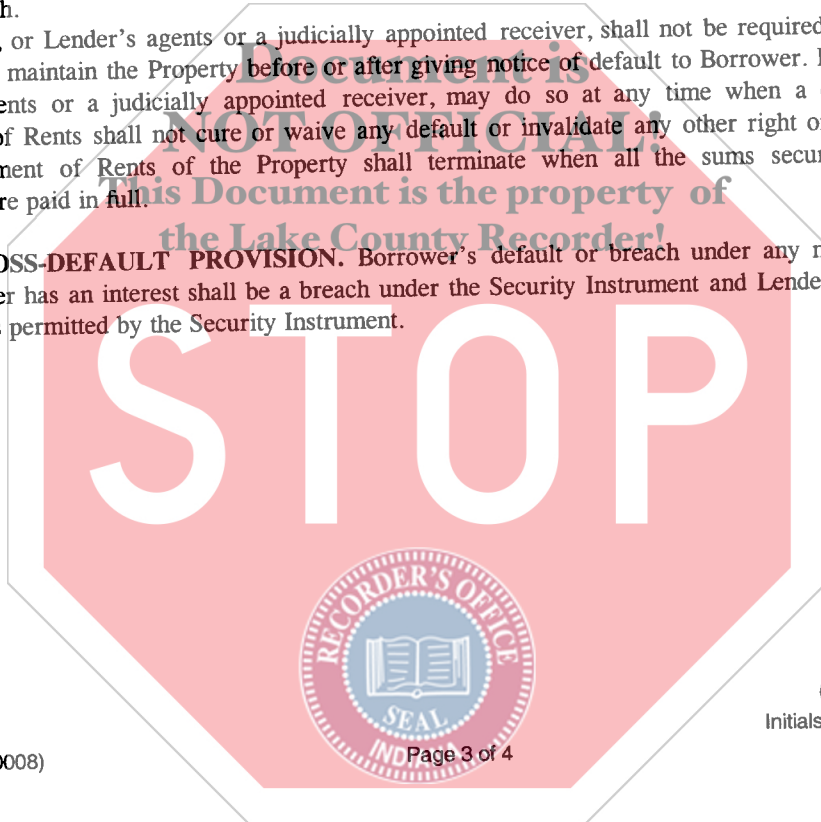 h.
, or Lender's agents or a judicially appointed receiver, shall not be required
maintain the Property before or after giving notice of default to Borrower.
ents or a judicially appointed receiver, may do so at any time when a
of Rents shall not cure or waive any default or invalidate any other right
ment of Rents of the Property shall terminate when all the sums secur
re paid in full.
OSS-DEFAULT PROVISION. Borrower's default or breach under any
er has an interest shall be a breach under the Security Instrument and Lende
permitted by the Security Instrument.
Document is
NOT OFFICIAL!
This Document is the property of
the Lake County Recorder!
STOP
RECORDER'S OFFICE
SEAL
INDIANA
Initials
0008)
Page 3 of 4